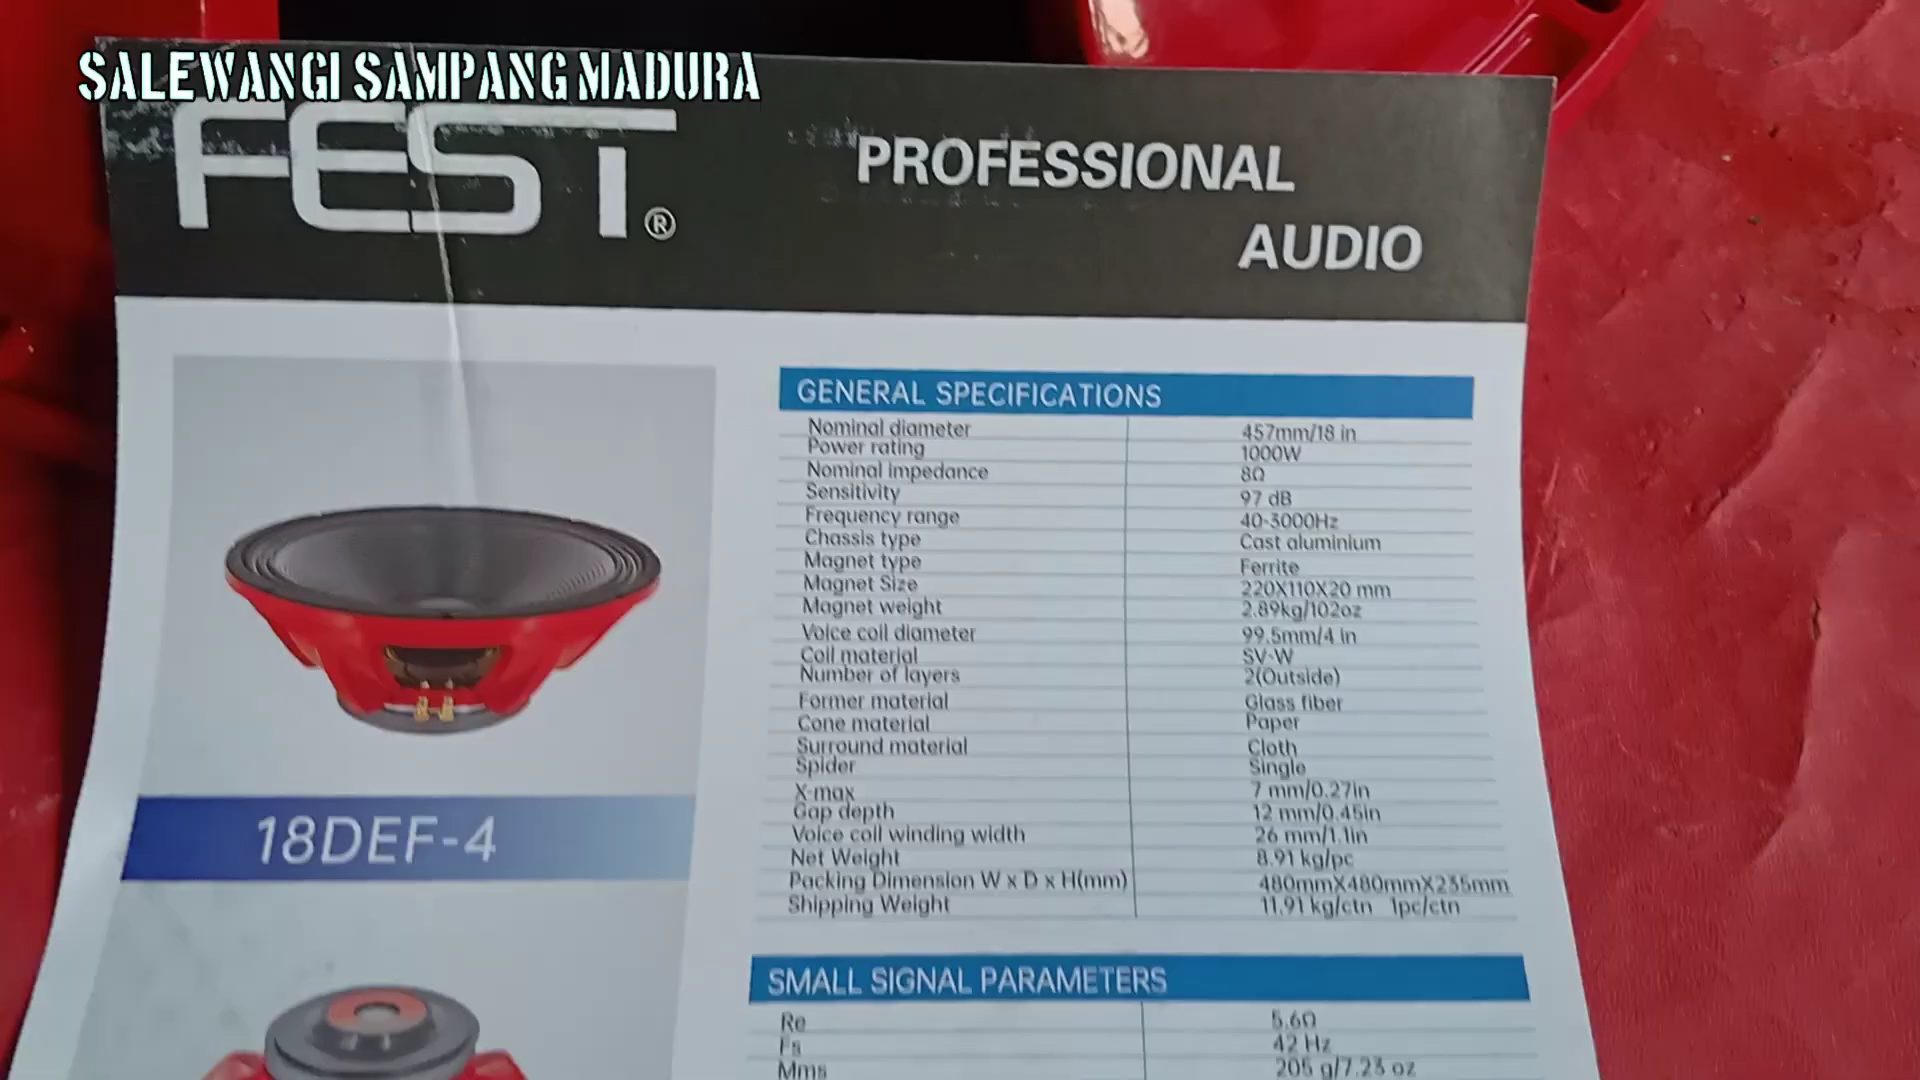 SALEWANGI SAMPANG MADURA
FEST®
PROFESSIONAL
AUDIO
18DEF-4
GENERAL SPECIFICATIONS
Nominal diameter 457mm/18 in
Power rating 1000W
Nominal impedance 8Ω
Sensitivity 97 dB
Frequency range 40-3000Hz
Chassis type Cast aluminium
Magnet type Ferrite
Magnet Size 220X110X20 mm
Magnet weight 2.89kg/102oz
Voice coil diameter 99.5mm/4 in
Coil material SV-W
Number of layers 2(Outside)
Former material Glass fiber
Cone material Paper
Surround material Cloth
Spider Single
X-max 7 mm/0.27in
Gap depth 12 mm/0.45in
Voice coil winding width 26 mm/1.1in
Net Weight 8.91 kg/pc
Packing Dimension W x D x H(mm) 480mmX480mmX235mm
Shipping Weight 11.91 kg/ctn 1pc/ctn
SMALL SIGNAL PARAMETERS
Re 5.6Ω
Fs 42 Hz
Mms 205 g/7.23 oz